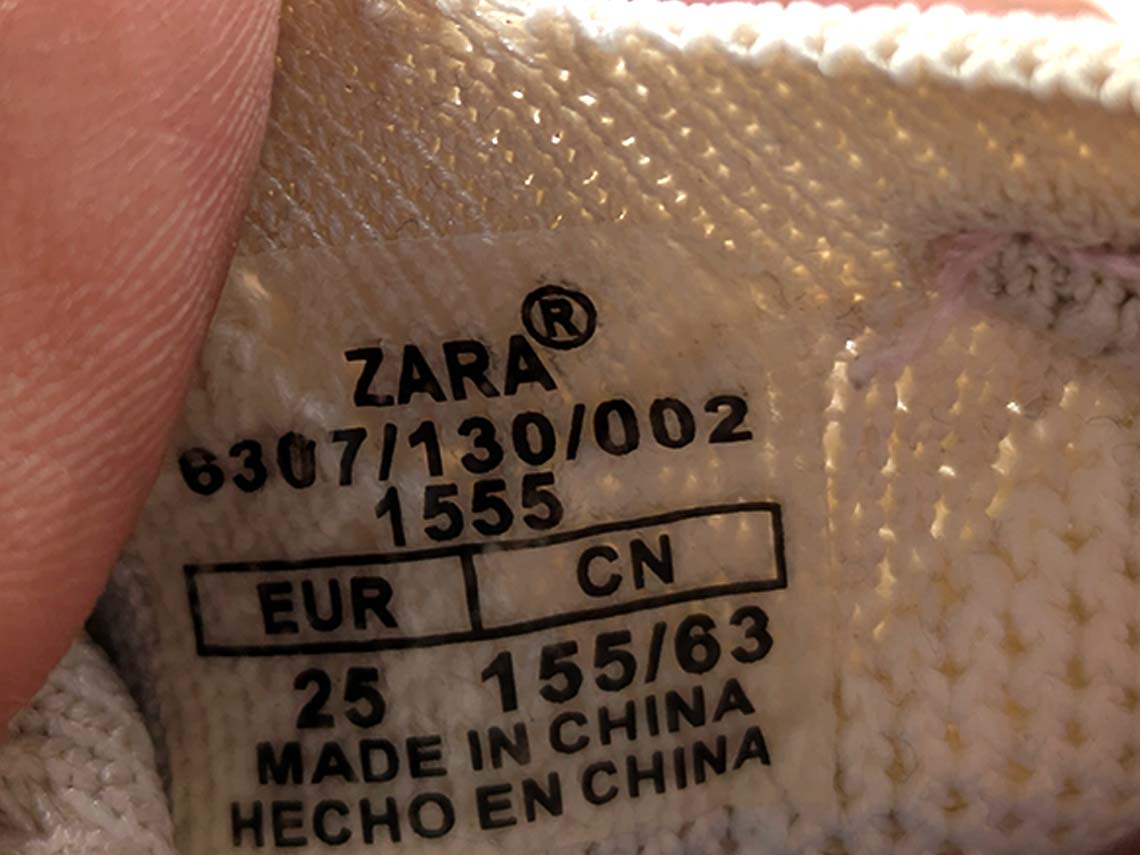 ZARA®
6307/130/002
1555
EUR CN
25 155/63
MADE IN CHINA
HECHO EN CHINA